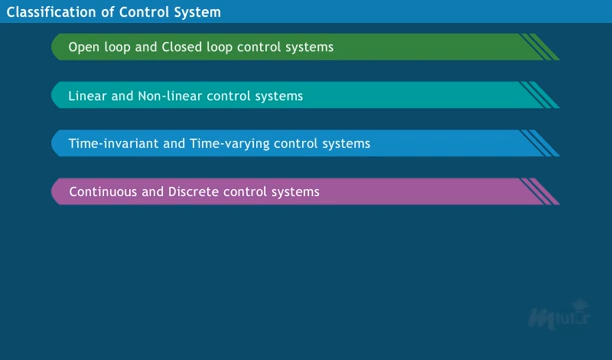 Classification of Control System
Open loop and Closed loop control systems
Linear and Non-linear control systems
Time-invariant and Time-varying control systems
Continuous and Discrete control systems